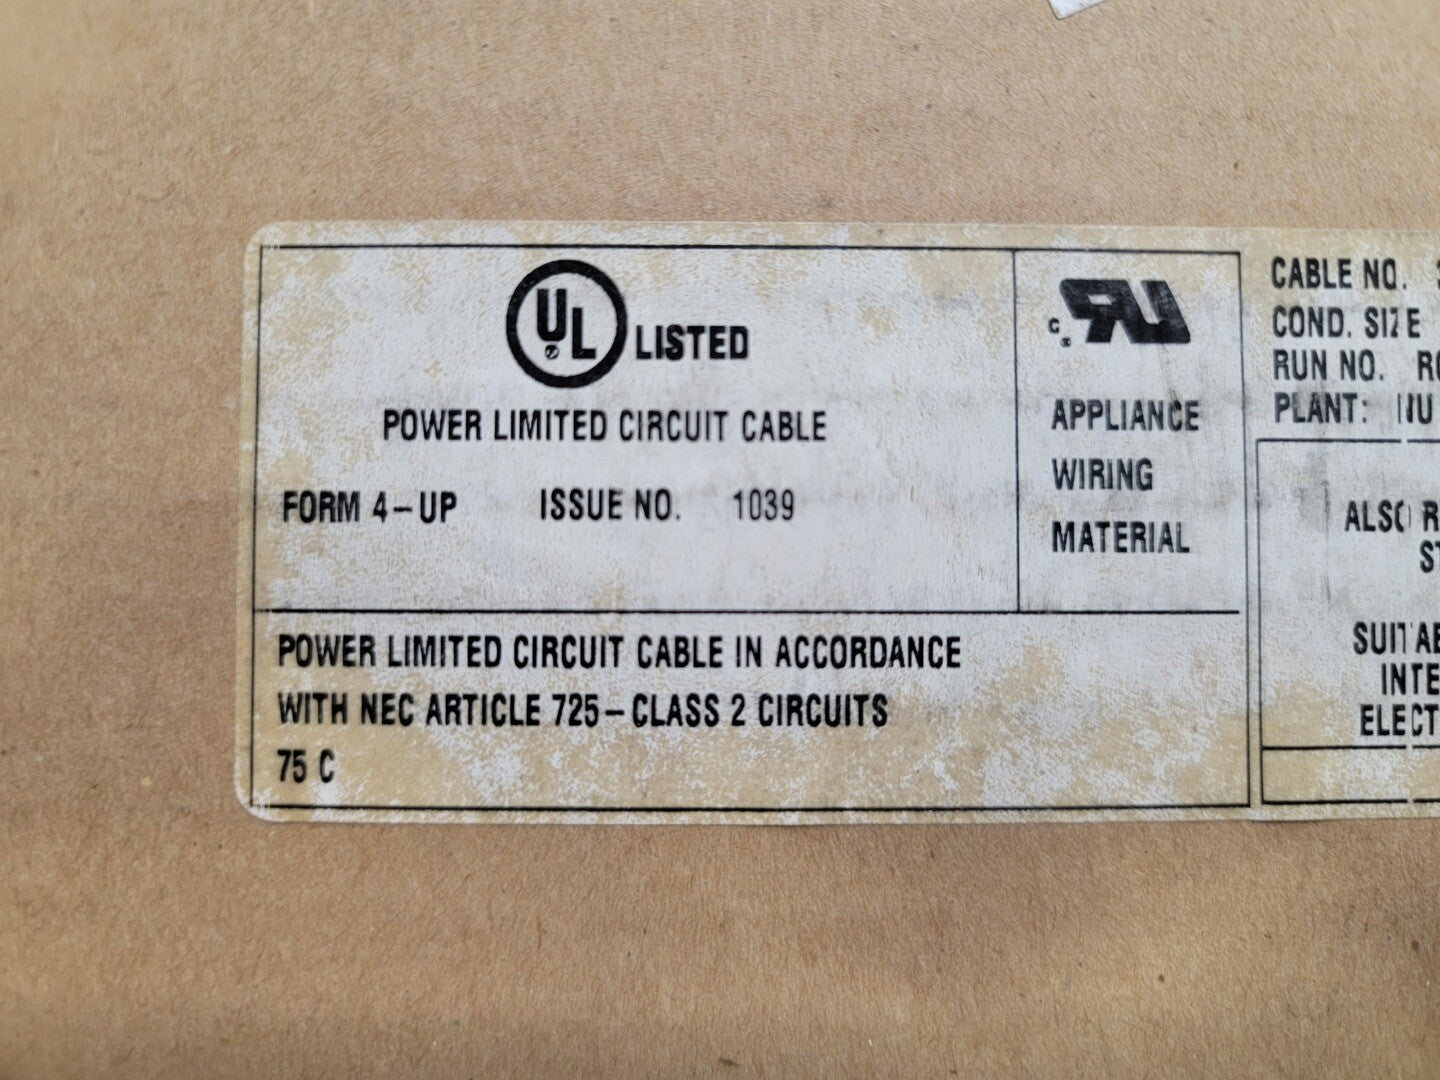 UL LISTED
POWER LIMITED CIRCUIT CABLE
FORM 4-UP ISSUE NO. 1039
APPLIANCE
WIRING
MATERIAL
POWER LIMITED CIRCUIT CABLE IN ACCORDANCE
WITH NEC ARTICLE 725-CLASS 2 CIRCUITS
75 C
CABLE NO.
COND. SIZE
RUN NO.
PLANT:
ALSO